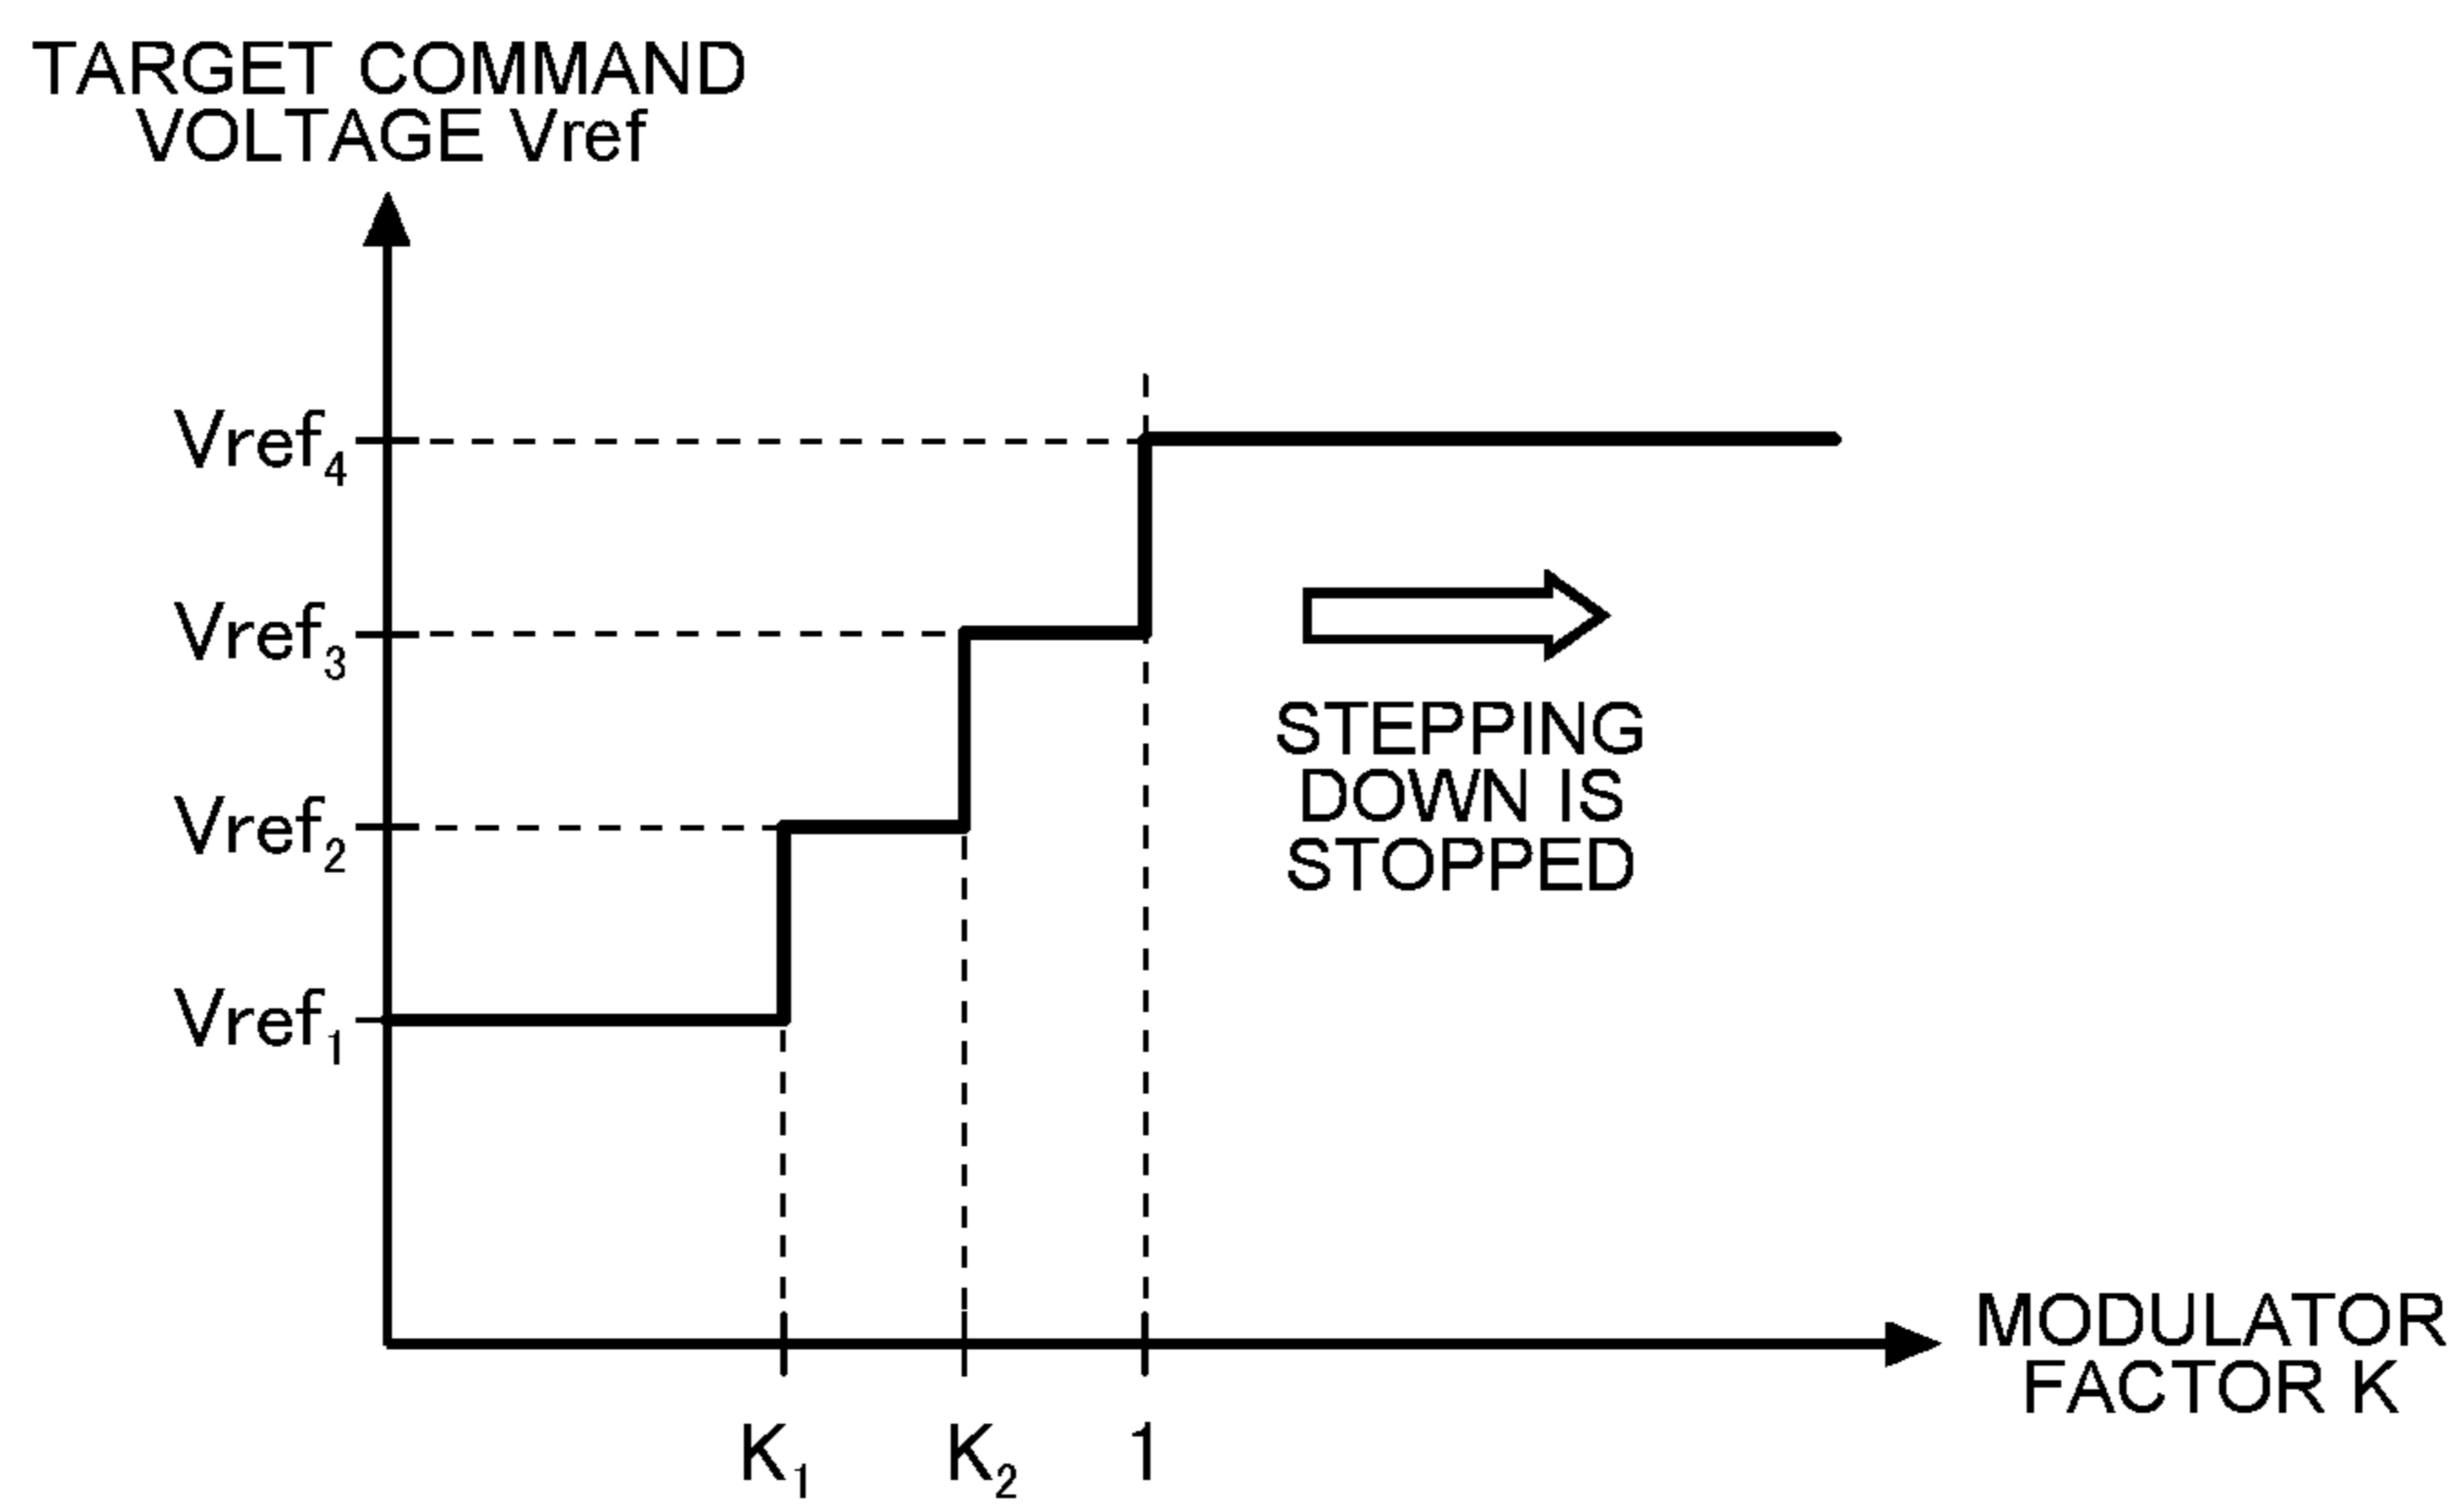 TARGET COMMAND
VOLTAGE Vref
Vref₄
Vref₃
STEPPING
DOWN IS
STOPPED
Vref₂
Vref₁
MODULATOR
FACTOR K
K₁
K₂
1